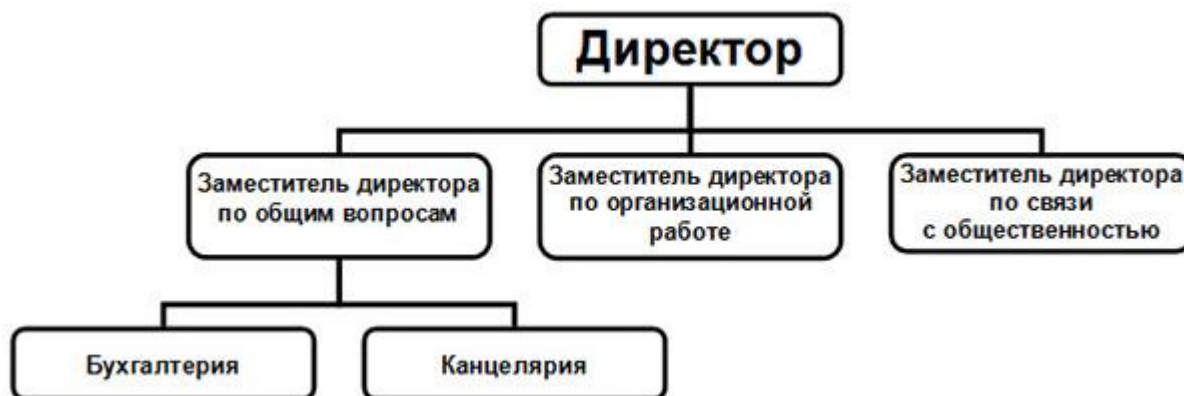 Директор
Заместитель директора
по общим вопросам
Заместитель директора
по организационной
работе
Заместитель директора
по связи
с общественностью
Бухгалтерия
Канцелярия